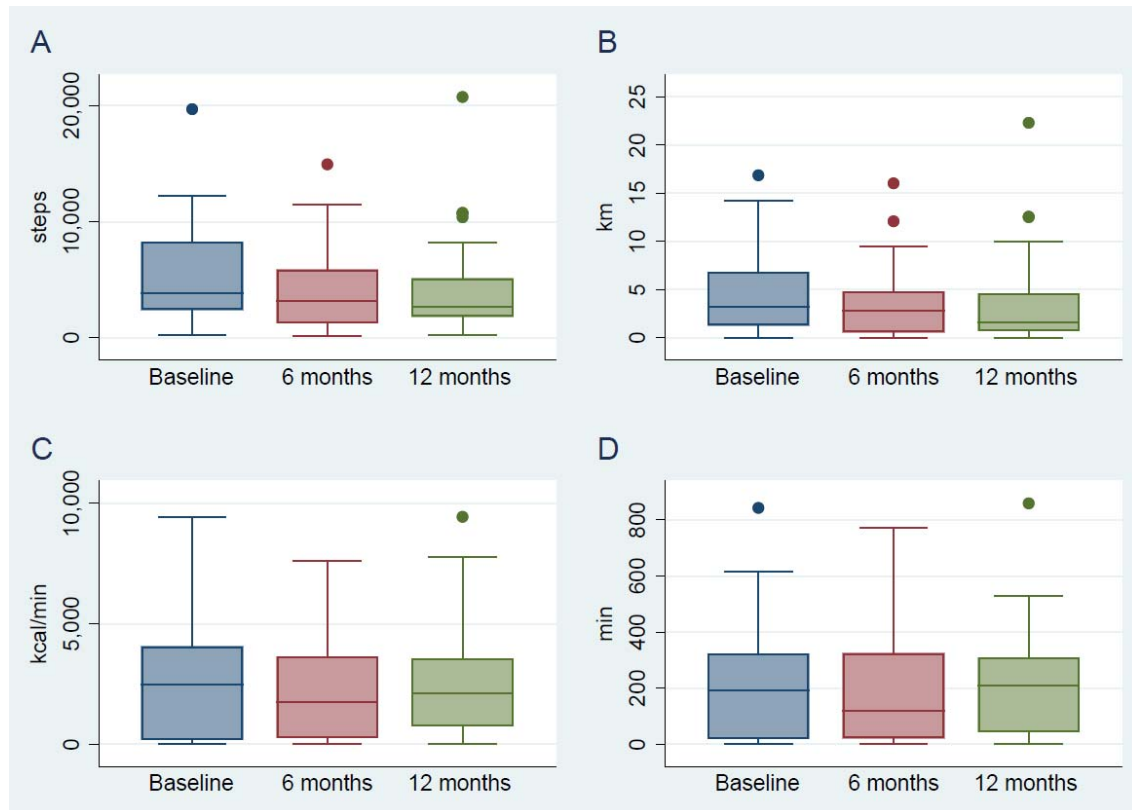 A
steps
20,000
10,000
0
Baseline 6 months 12 months
B
km
25
20
15
10
5
0
Baseline 6 months 12 months
C
kcal/min
10,000
5,000
0
Baseline 6 months 12 months
D
min
800
600
400
200
0
Baseline 6 months 12 months